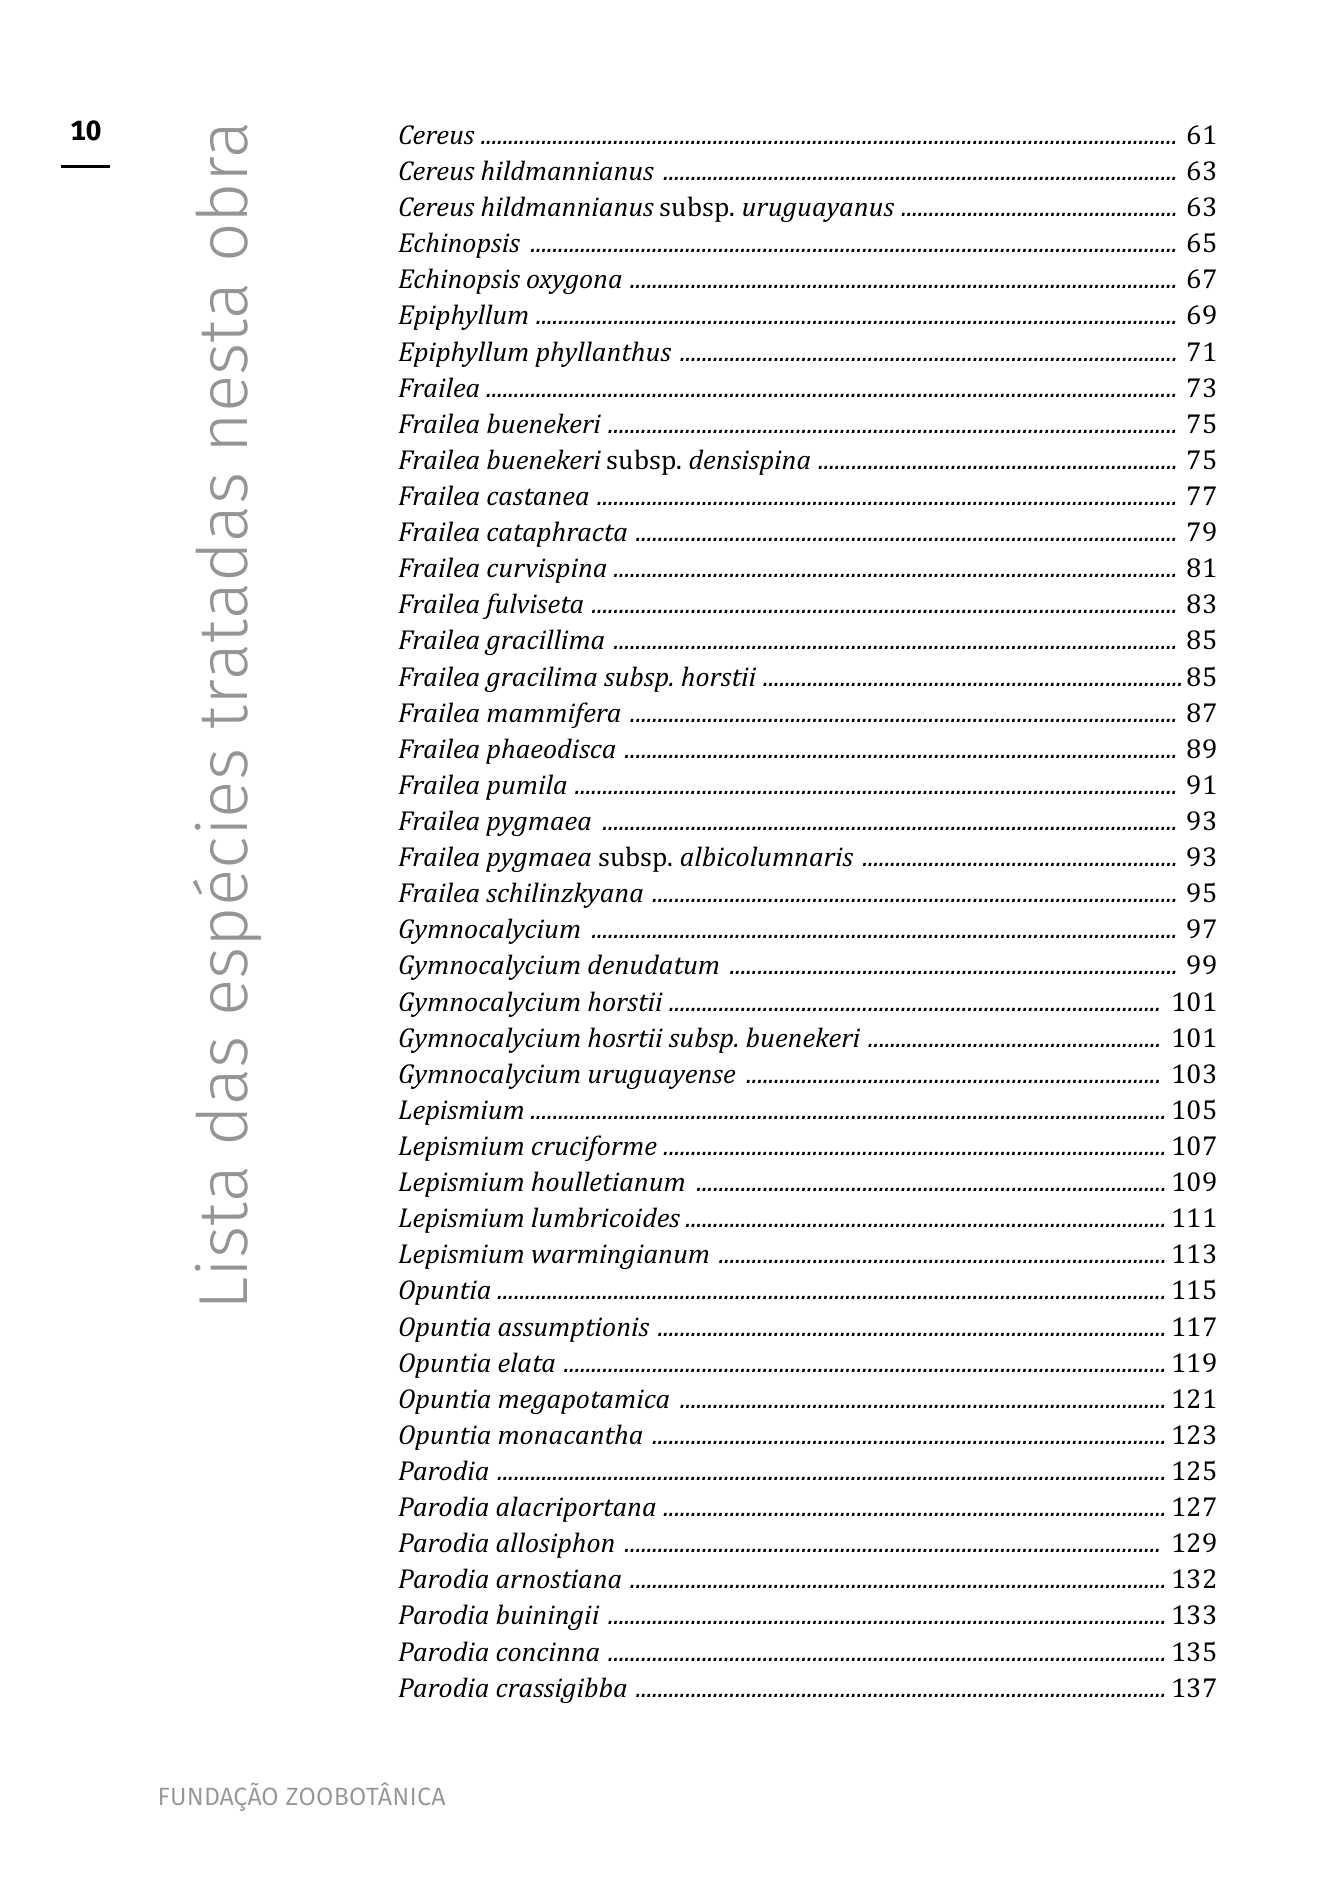 10
Lista das espécies tratadas nesta obra
Cereus ........................................ 61
Cereus hildmannianus ........................................ 63
Cereus hildmannianus subsp. uruguayanus ........................................ 63
Echinopsis ........................................ 65
Echinopsis oxygona ........................................ 67
Epiphyllum ........................................ 69
Epiphyllum phyllanthus ........................................ 71
Frailea ........................................ 73
Frailea buenekeri ........................................ 75
Frailea buenekeri subsp. densispina ........................................ 75
Frailea castanea ........................................ 77
Frailea cataphracta ........................................ 79
Frailea curvispina ........................................ 81
Frailea fulviseta ........................................ 83
Frailea gracillima ........................................ 85
Frailea gracilima subsp. horstii ........................................ 85
Frailea mammifera ........................................ 87
Frailea phaeodisca ........................................ 89
Frailea pumila ........................................ 91
Frailea pygmaea ........................................ 93
Frailea pygmaea subsp. albicolumnaris ........................................ 93
Frailea schilinzkyana ........................................ 95
Gymnocalycium ........................................ 97
Gymnocalycium denudatum ........................................ 99
Gymnocalycium horstii ........................................ 101
Gymnocalycium hosrtii subsp. buenekeri ........................................ 101
Gymnocalycium uruguayense ........................................ 103
Lepismium ........................................ 105
Lepismium cruciforme ........................................ 107
Lepismium houlletianum ........................................ 109
Lepismium lumbricoides ........................................ 111
Lepismium warmingianum ........................................ 113
Opuntia ........................................ 115
Opuntia assumptionis ........................................ 117
Opuntia elata ........................................ 119
Opuntia megapotamica ........................................ 121
Opuntia monacantha ........................................ 123
Parodia ........................................ 125
Parodia alacriportana ........................................ 127
Parodia allosiphon ........................................ 129
Parodia arnostiana ........................................ 132
Parodia buiningii ........................................ 133
Parodia concinna ........................................ 135
Parodia crassigibba ........................................ 137
FUNDAÇÃO ZOOBOTÂNICA